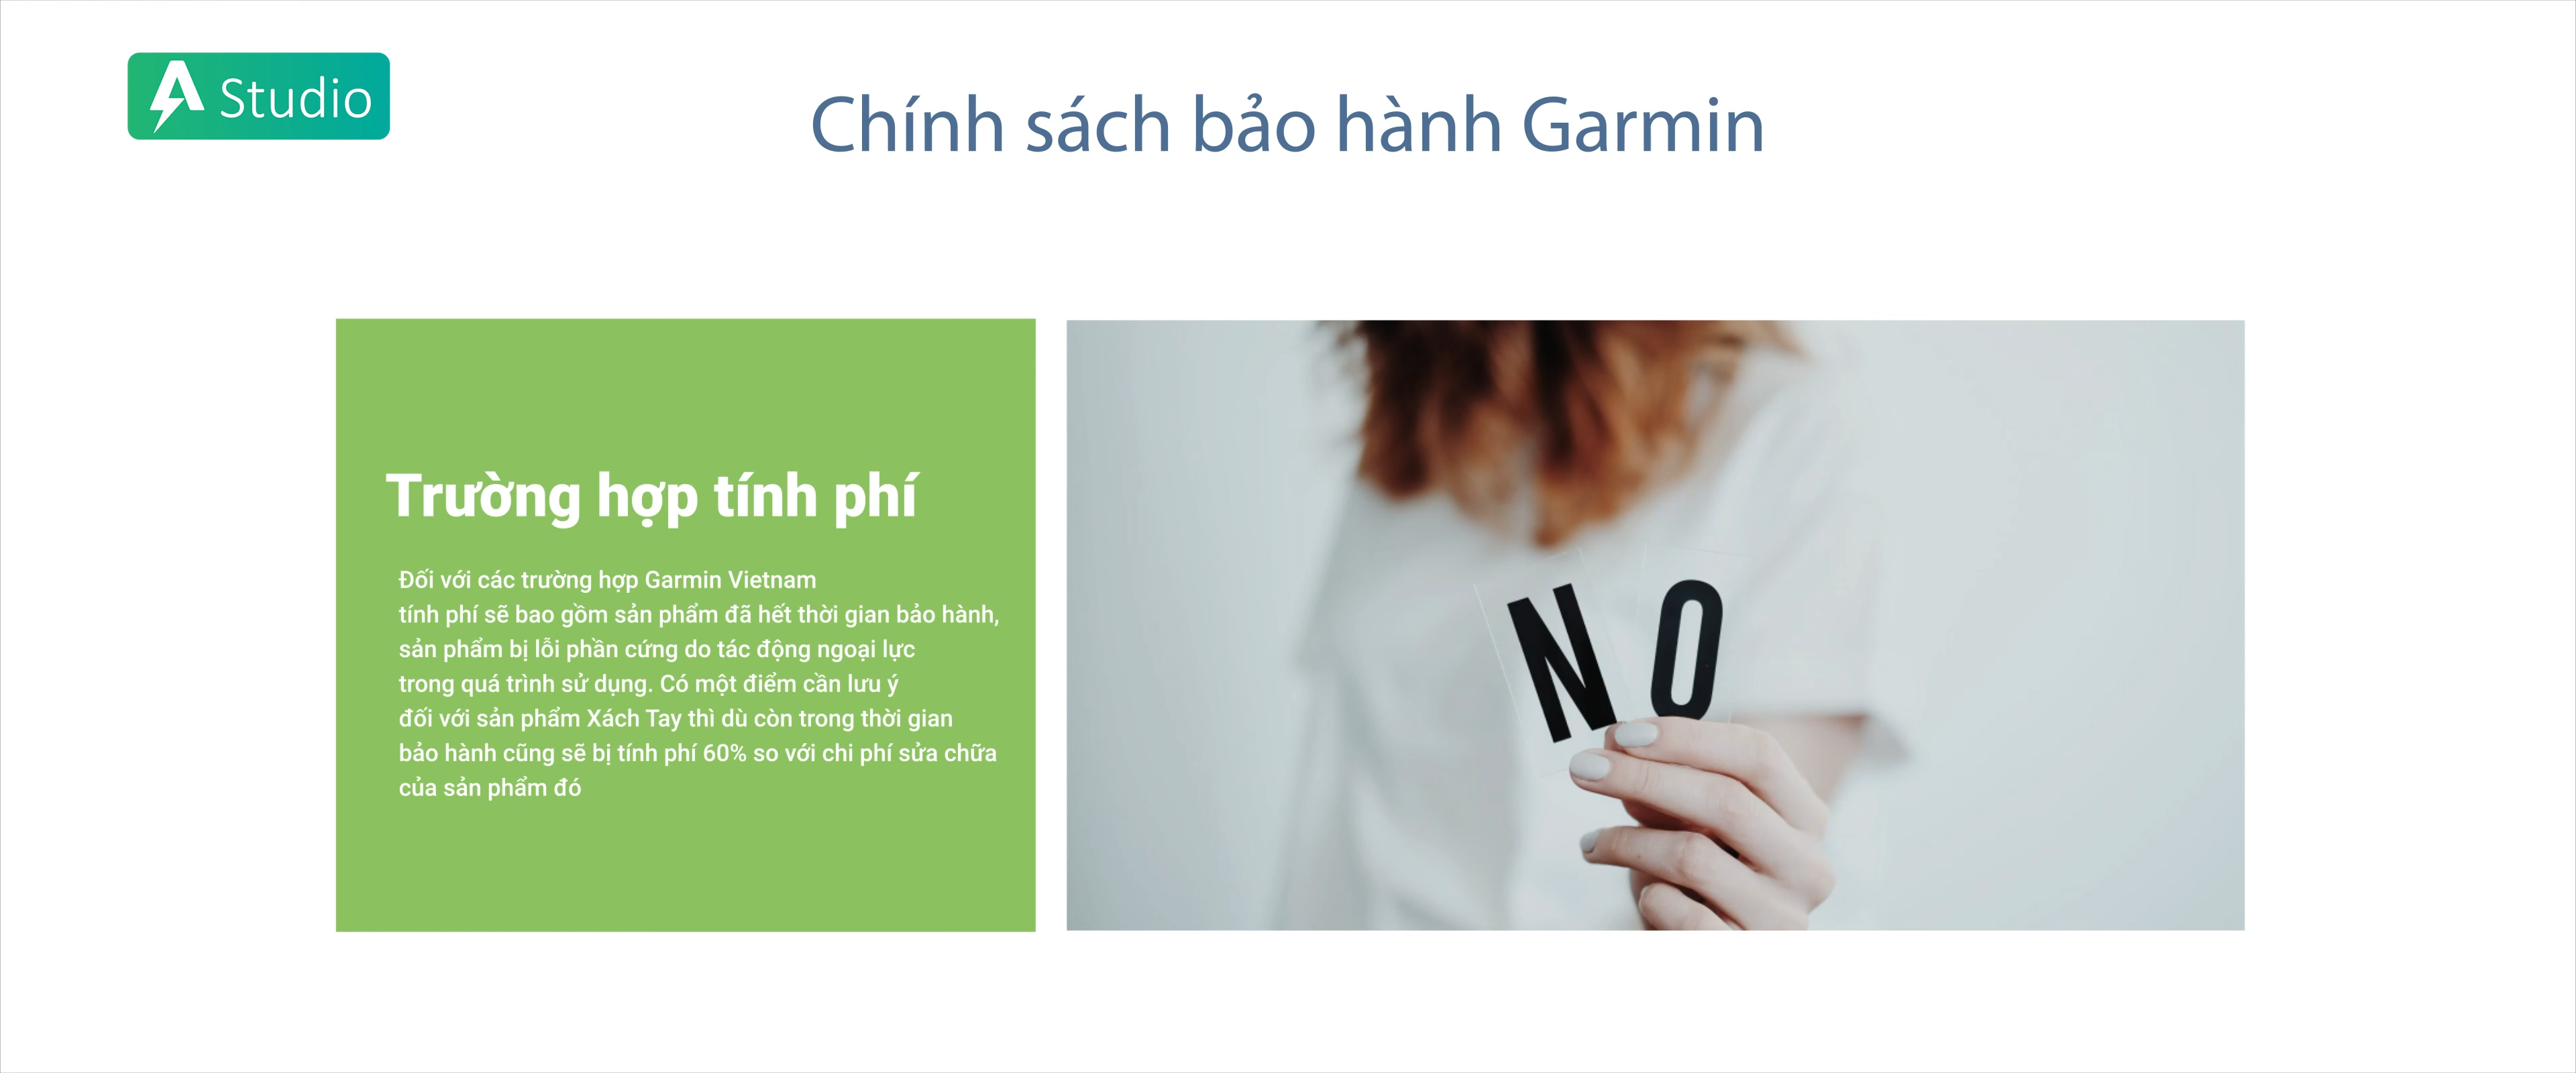 A Studio
Chính sách bảo hành Garmin
Trường hợp tính phí
Đối với các trường hợp Garmin Vietnam
tính phí sẽ bao gồm sản phẩm đã hết thời gian bảo hành,
sản phẩm bị lỗi phần cứng do tác động ngoại lực
trong quá trình sử dụng. Có một điểm cần lưu ý
đối với sản phẩm Xách Tay thì dù còn trong thời gian
bảo hành cũng sẽ bị tính phí 60% so với chi phí sửa chữa
của sản phẩm đó
NO